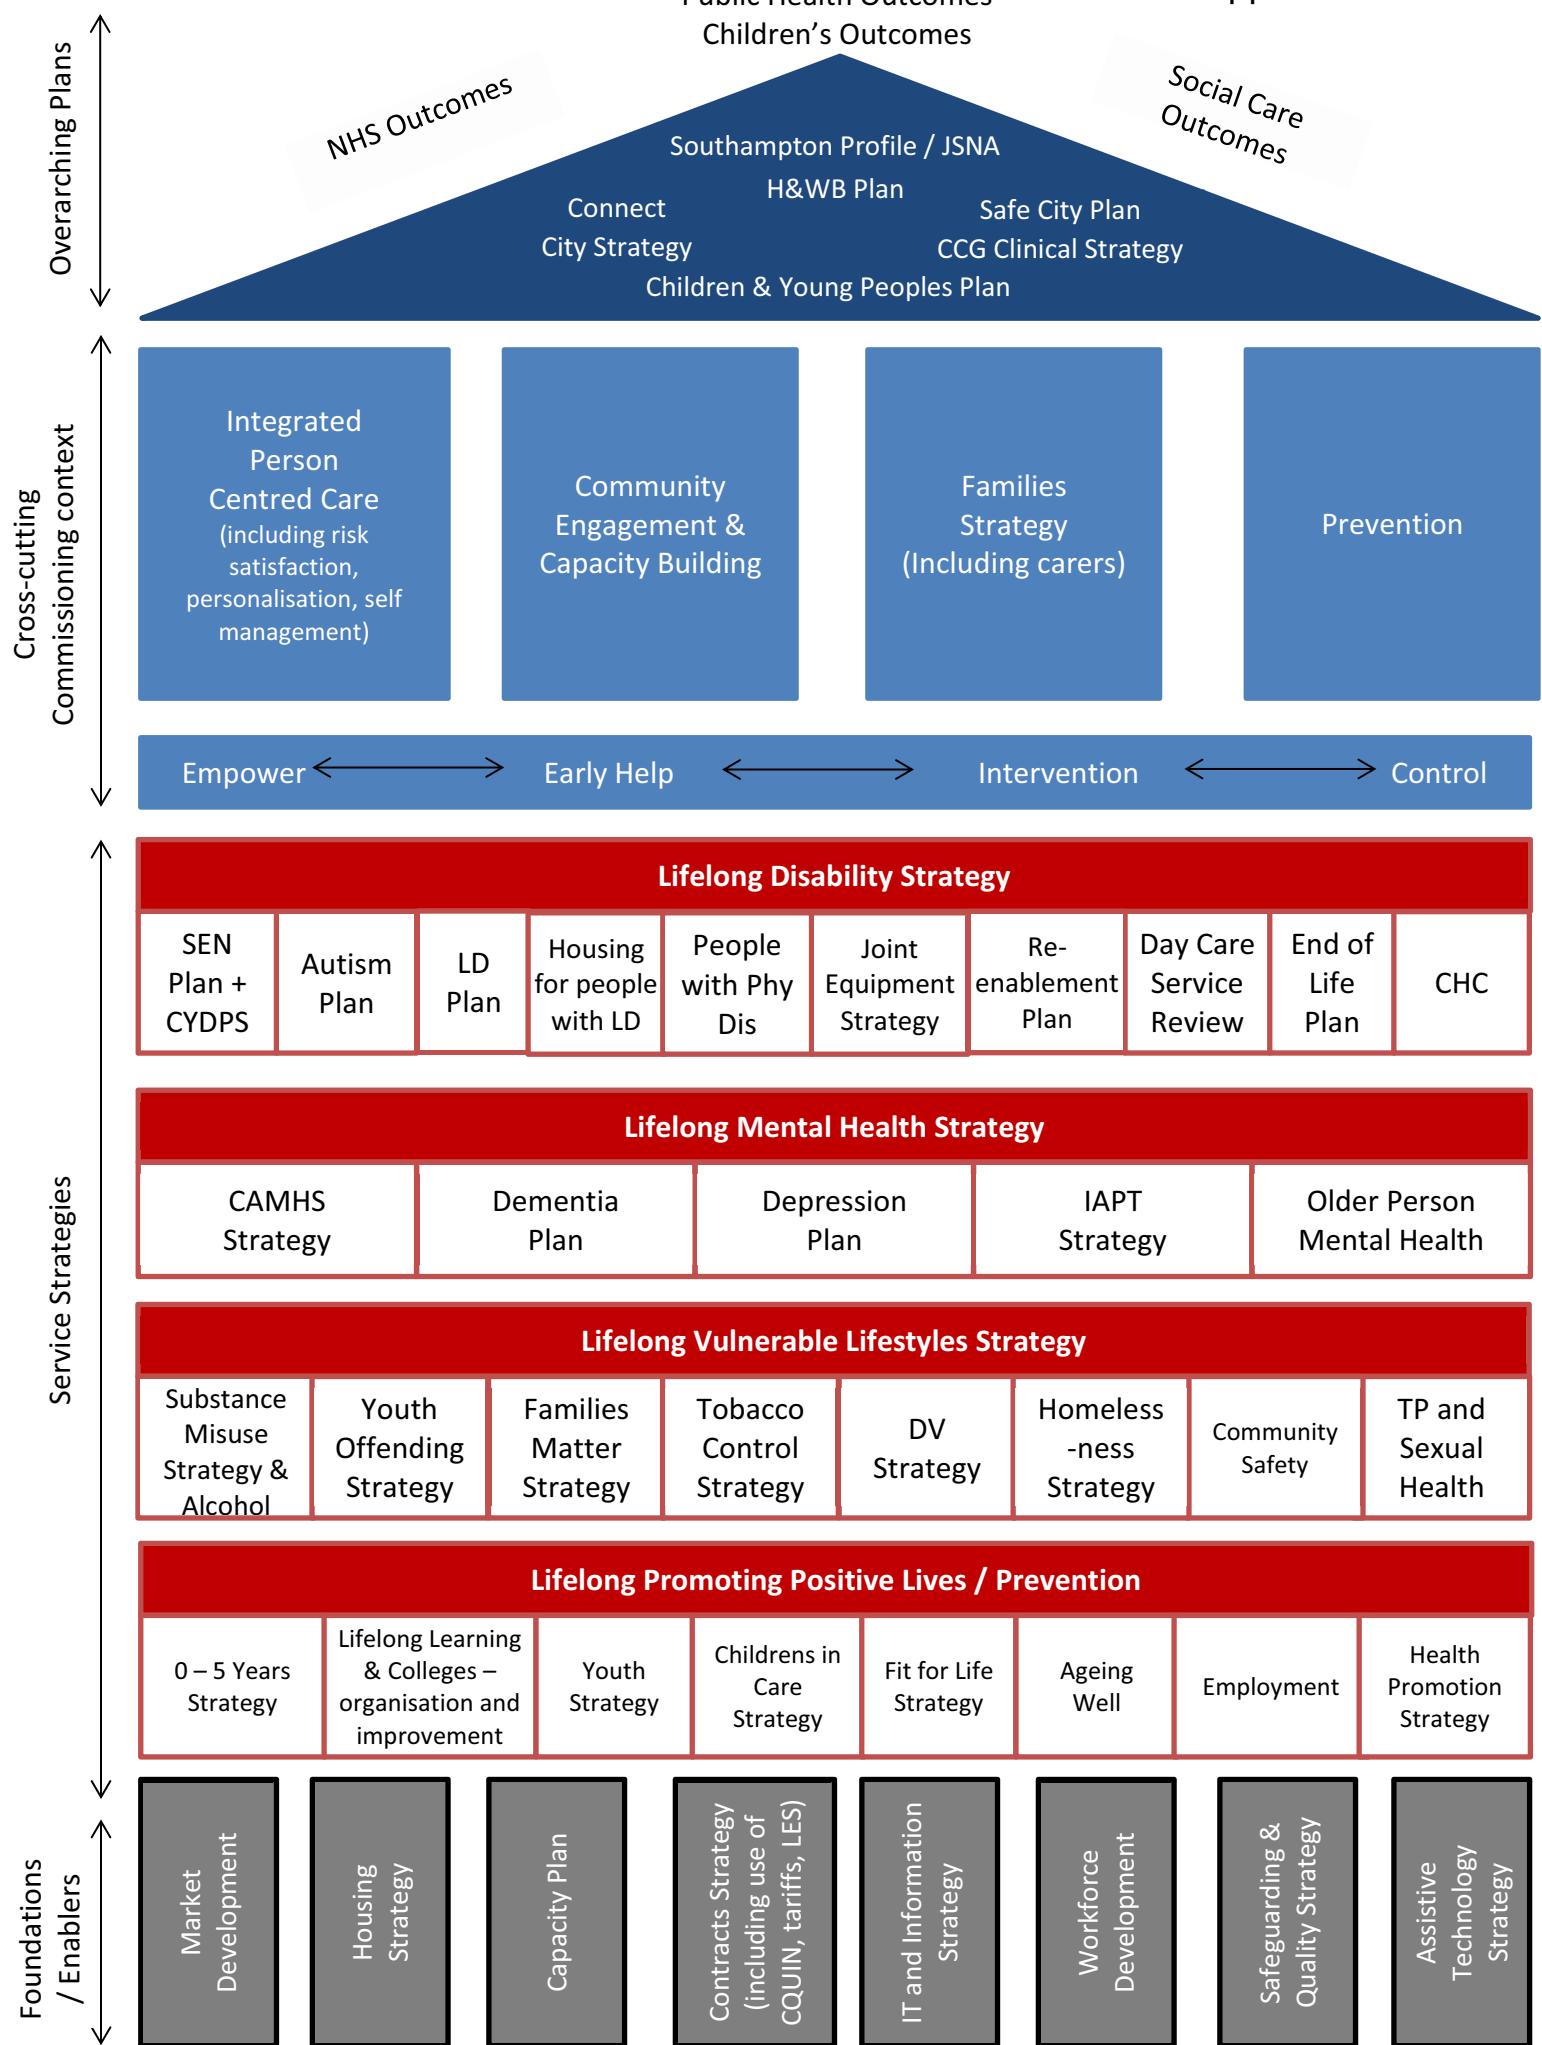 Public Health Outcomes
Children’s Outcomes
NHS Outcomes
Social Care
Outcomes
Overarching Plans
Southampton Profile / JSNA
H&WB Plan
Connect
City Strategy
Safe City Plan
CCG Clinical Strategy
Children & Young Peoples Plan
Cross-cutting
Commissioning context
Integrated
Person
Centred Care
(including risk
satisfaction,
personalisation, self
management)
Community
Engagement &
Capacity Building
Families
Strategy
(Including carers)
Prevention
Empower
Early Help
Intervention
Control
Service Strategies
Lifelong Disability Strategy
SEN
Plan +
CYDPS
Autism
Plan
LD
Plan
Housing
for people
with LD
People
with Phy
Dis
Joint
Equipment
Strategy
Re-
enablement
Plan
Day Care
Service
Review
End of
Life
Plan
CHC
Lifelong Mental Health Strategy
CAMHS
Strategy
Dementia
Plan
Depression
Plan
IAPT
Strategy
Older Person
Mental Health
Lifelong Vulnerable Lifestyles Strategy
Substance
Misuse
Strategy &
Alcohol
Youth
Offending
Strategy
Families
Matter
Strategy
Tobacco
Control
Strategy
DV
Strategy
Homeless
-ness
Strategy
Community
Safety
TP and
Sexual
Health
Lifelong Promoting Positive Lives / Prevention
0 – 5 Years
Strategy
Lifelong Learning
& Colleges –
organisation and
improvement
Youth
Strategy
Childrens in
Care
Strategy
Fit for Life
Strategy
Ageing
Well
Employment
Health
Promotion
Strategy
Foundations
/ Enablers
Market
Development
Housing
Strategy
Capacity Plan
Contracts Strategy
(including use of
CQUIN, tariffs, LES)
IT and Information
Strategy
Workforce
Development
Safeguarding &
Quality Strategy
Assistive
Technology
Strategy